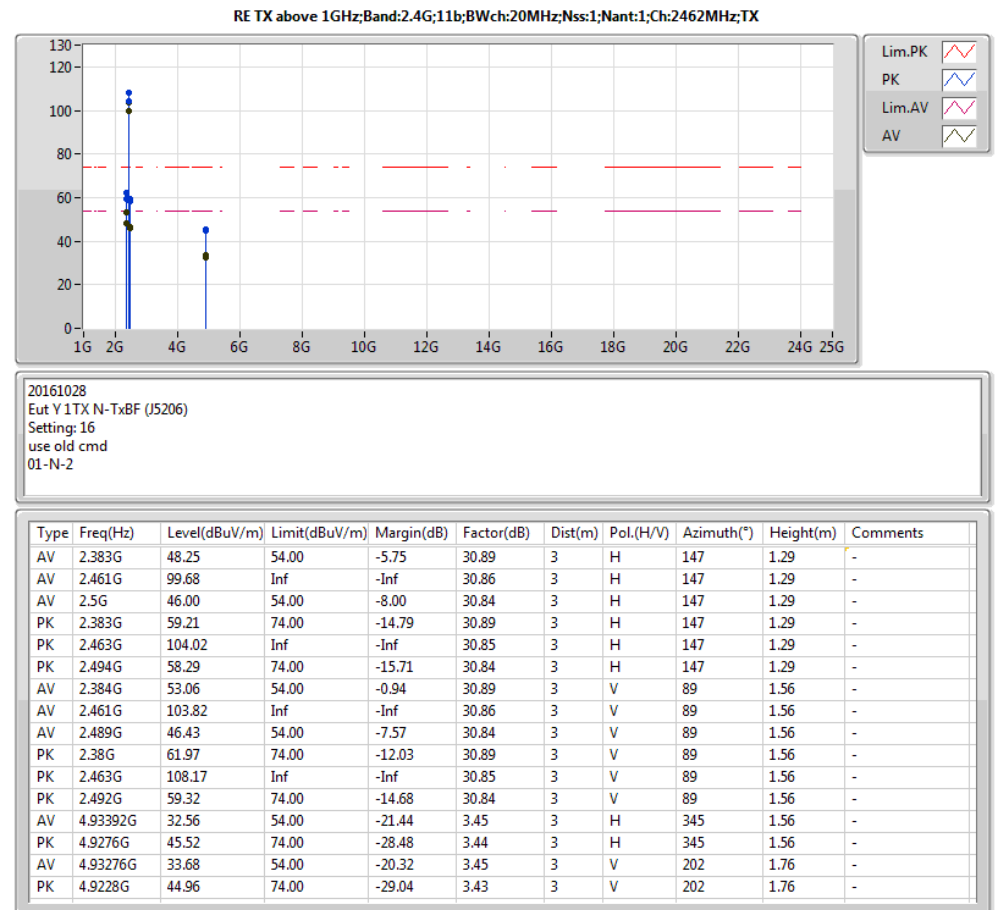 RE TX above 1GHz;Band:2.4G;11b;BWch:20MHz;Nss:1;Nant:1;Ch:2462MHz;TX
130
120
100
80
60
40
20
0
1G 2G 4G 6G 8G 10G 12G 14G 16G 18G 20G 22G 24G 25G
Lim.PK
PK
Lim.AV
AV
20161028
Eut Y 1TX N-TxBF (J5206)
Setting: 16
use old cmd
01-N-2
Type Freq(Hz) Level(dBuV/m) Limit(dBuV/m) Margin(dB) Factor(dB) Dist(m) Pol.(H/V) Azimuth(°) Height(m) Comments
AV 2.383G 48.25 54.00 -5.75 30.89 3 H 147 1.29 -
AV 2.461G 99.68 Inf -Inf 30.86 3 H 147 1.29 -
AV 2.5G 46.00 54.00 -8.00 30.84 3 H 147 1.29 -
PK 2.383G 59.21 74.00 -14.79 30.89 3 H 147 1.29 -
PK 2.463G 104.02 Inf -Inf 30.85 3 H 147 1.29 -
PK 2.494G 58.29 74.00 -15.71 30.84 3 H 147 1.29 -
AV 2.384G 53.06 54.00 -0.94 30.89 3 V 89 1.56 -
AV 2.461G 103.82 Inf -Inf 30.86 3 V 89 1.56 -
AV 2.489G 46.43 54.00 -7.57 30.84 3 V 89 1.56 -
PK 2.38G 61.97 74.00 -12.03 30.89 3 V 89 1.56 -
PK 2.463G 108.17 Inf -Inf 30.85 3 V 89 1.56 -
PK 2.492G 59.32 74.00 -14.68 30.84 3 V 89 1.56 -
AV 4.93392G 32.56 54.00 -21.44 3.45 3 H 345 1.56 -
PK 4.9276G 45.52 74.00 -28.48 3.44 3 H 345 1.56 -
AV 4.93276G 33.68 54.00 -20.32 3.45 3 V 202 1.76 -
PK 4.9228G 44.96 74.00 -29.04 3.43 3 V 202 1.76 -